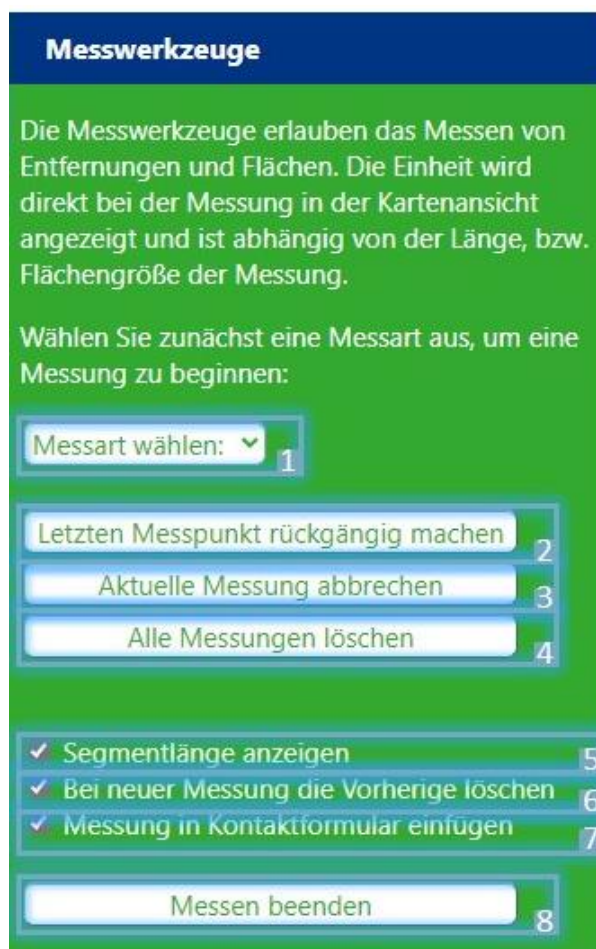 Messwerkzeuge
Die Messwerkzeuge erlauben das Messen von
Entfernungen und Flächen. Die Einheit wird
direkt bei der Messung in der Kartenansicht
angezeigt und ist abhängig von der Länge, bzw.
Flächengröße der Messung.
Wählen Sie zunächst eine Messart aus, um eine
Messung zu beginnen:
Messart wählen: 1
Letzten Messpunkt rückgängig machen 2
Aktuelle Messung abbrechen 3
Alle Messungen löschen 4
Segmentlänge anzeigen 5
Bei neuer Messung die Vorherige löschen 6
Messung in Kontaktformular einfügen 7
Messen beenden 8